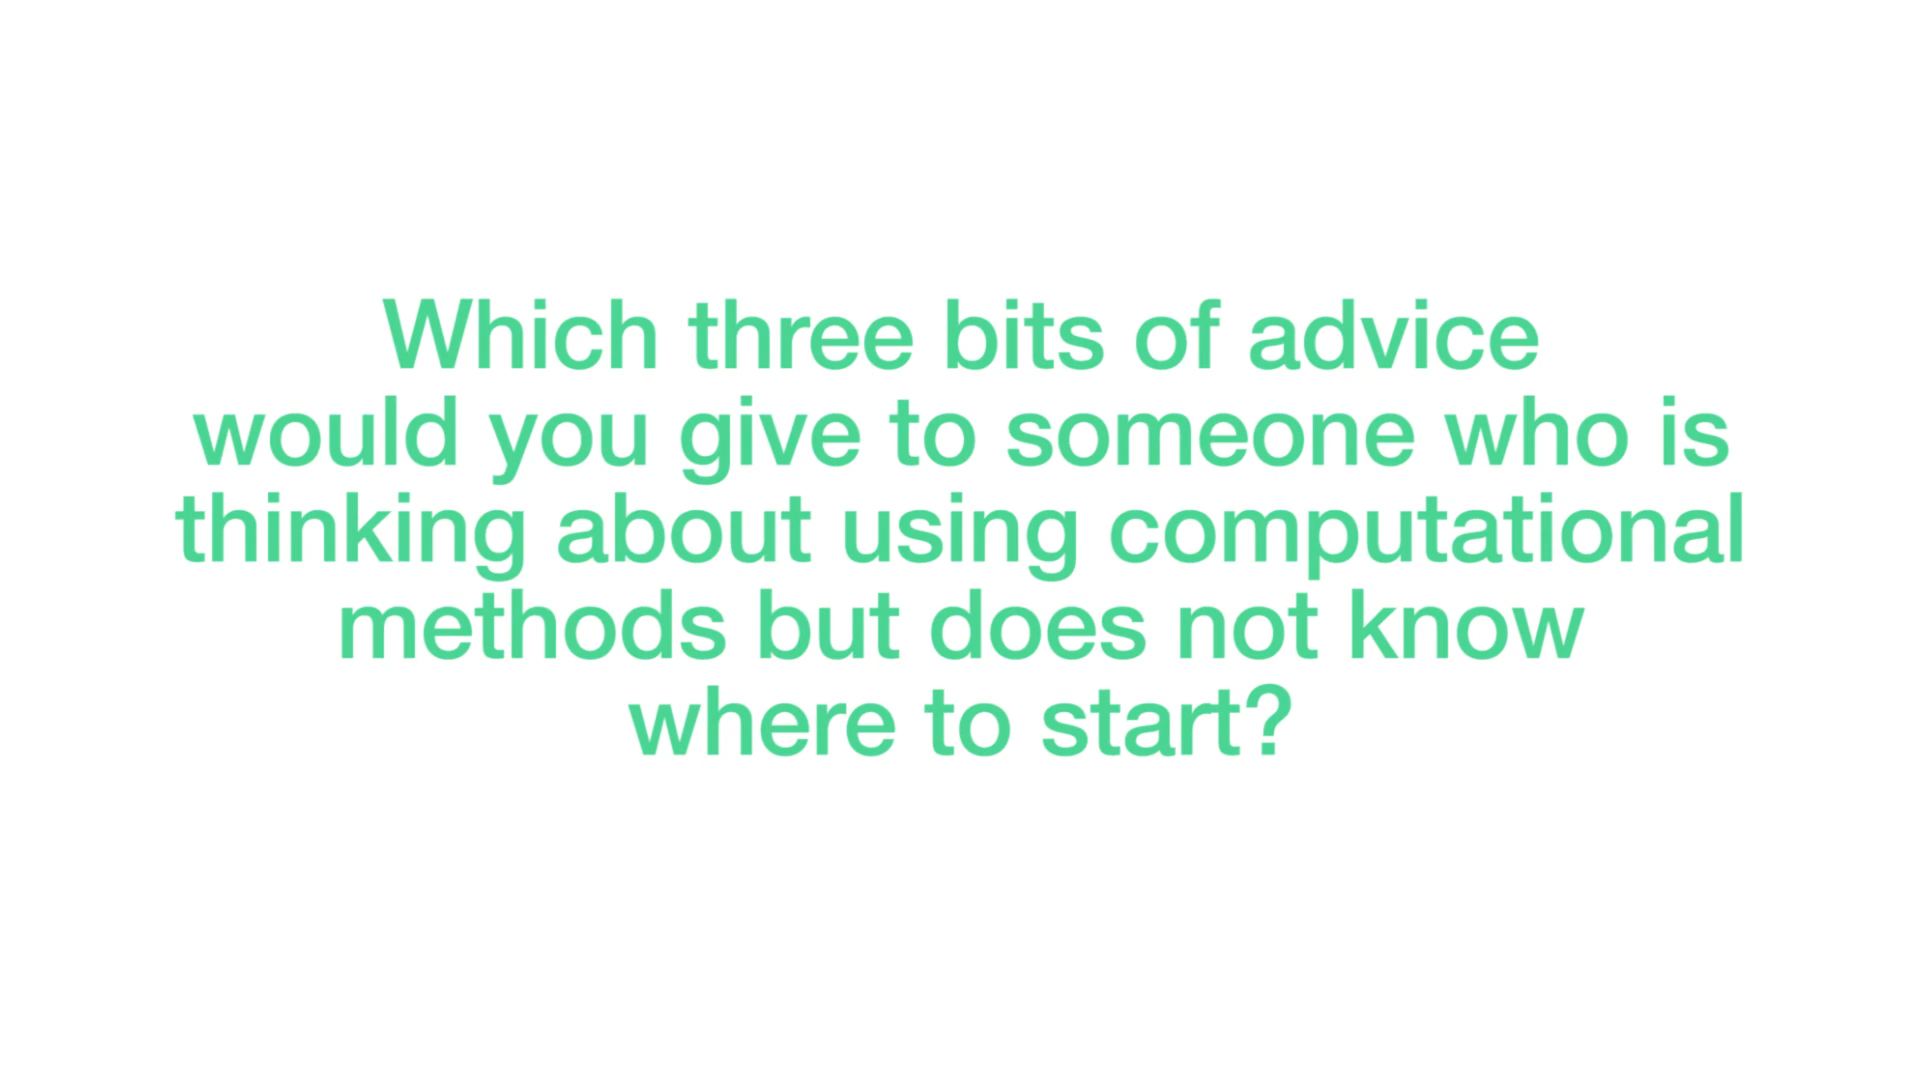 Which three bits of advice
would you give to someone who is
thinking about using computational
methods but does not know
where to start?